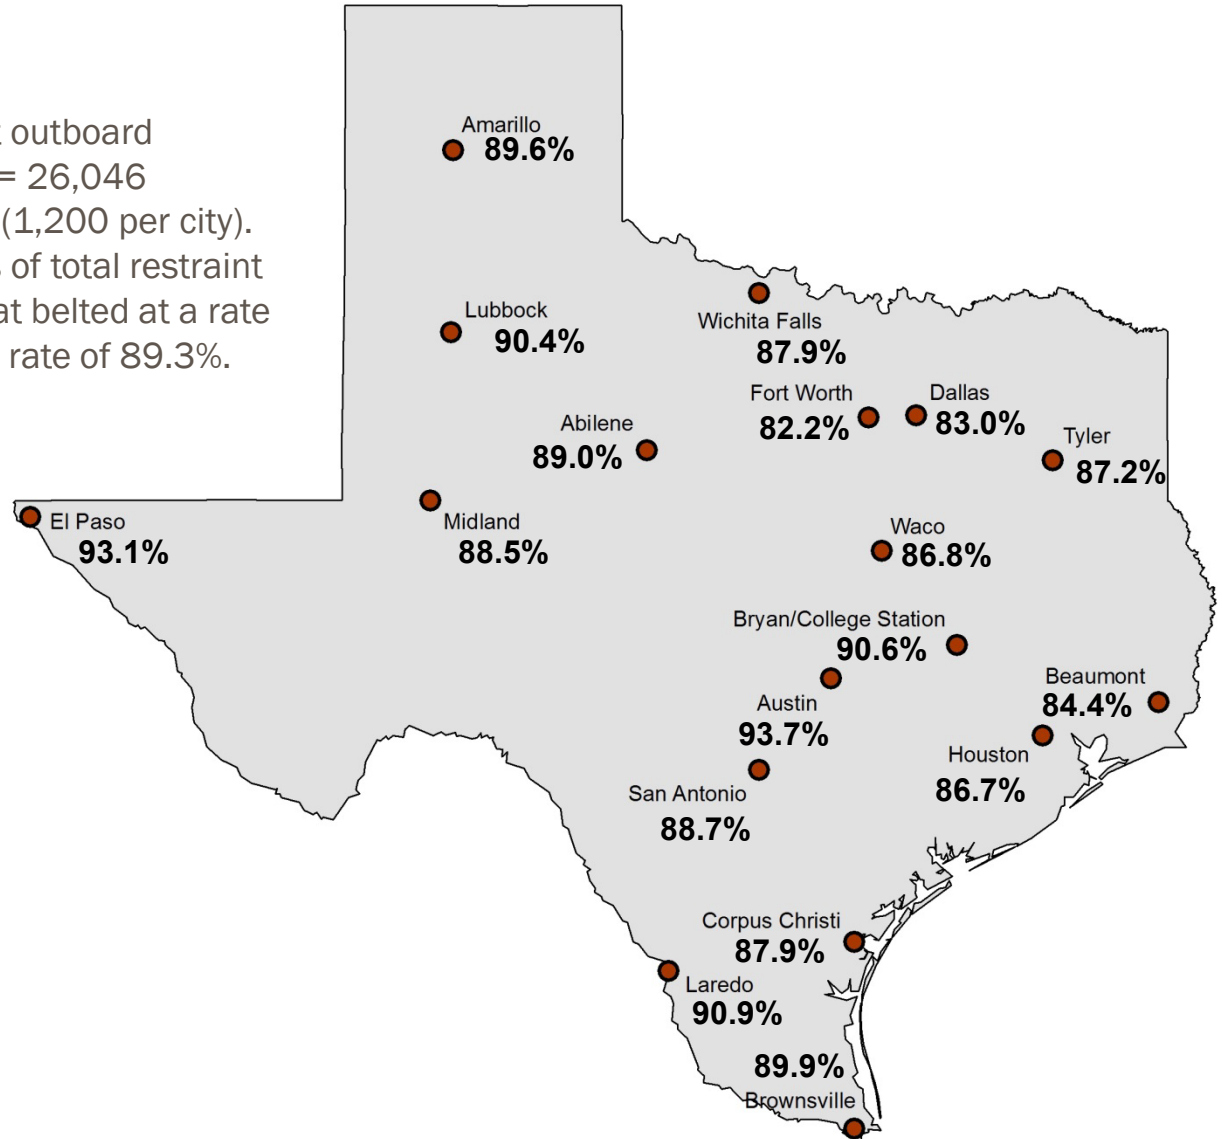 outboard
= 26,046
(1,200 per city).
of total restraint
belted at a rate
rate of 89.3%.
Amarillo
89.6%
Lubbock
90.4%
Wichita Falls
87.9%
Fort Worth
82.2%
Dallas
83.0%
Abilene
89.0%
Tyler
87.2%
El Paso
93.1%
Midland
88.5%
Waco
86.8%
Bryan/College Station
90.6%
Austin
93.7%
Beaumont
84.4%
Houston
86.7%
San Antonio
88.7%
Corpus Christi
87.9%
Laredo
90.9%
89.9%
Brownsville